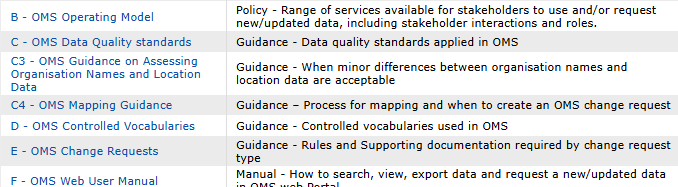 B - OMS Operating Model
Policy - Range of services available for stakeholders to use and/or request
new/updated data, including stakeholder interactions and roles.
C - OMS Data Quality standards
Guidance - Data quality standards applied in OMS
C3 - OMS Guidance on Assessing
Organisation Names and Location
Data
Guidance - When minor differences between organisation names and
location data are acceptable
C4 - OMS Mapping Guidance
Guidance – Process for mapping and when to create an OMS change request
D - OMS Controlled Vocabularies
Guidance - Controlled vocabularies used in OMS
E - OMS Change Requests
Guidance - Rules and Supporting documentation required by change request
type
F - OMS Web User Manual
Manual - How to search, view, export data and request a new/updated data
in OMS web Portal